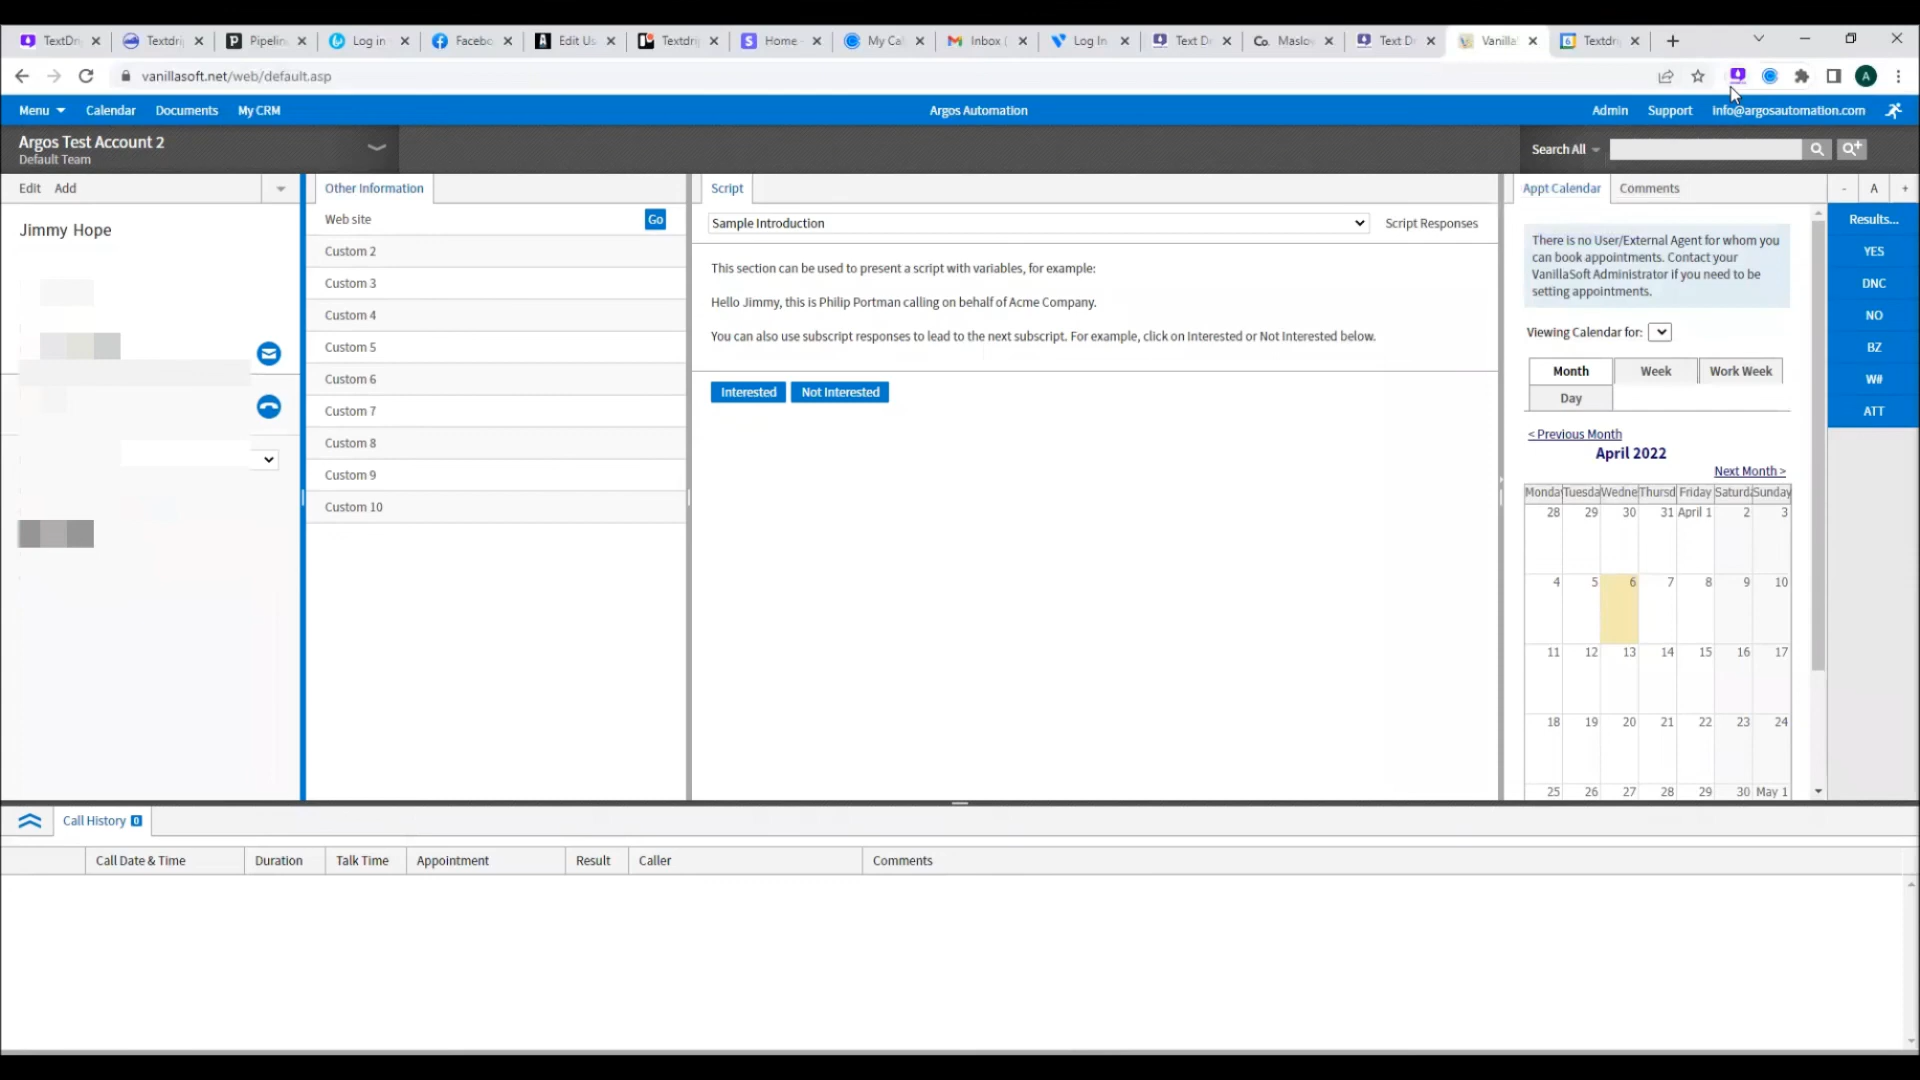 TextDri
Textdri
Pipelin
Log in
Facebo
Edit Us
Textdri
Home -
My Cal
Inbox (
Log In
Text Dr
Maslo
Text Dr
Vanilla
Textdri
vanillasoft.net/web/default.asp
A
Menu Calendar Documents My CRM
Argos Automation
Admin Support Info@argosautomation.com
Argos Test Account 2
Default Team
Search All
Edit Add
Jimmy Hope
Other Information
Web site Go
Custom 2
Custom 3
Custom 4
Custom 5
Custom 6
Custom 7
Custom 8
Custom 9
Custom 10
Script
Sample Introduction Script Responses
This section can be used to present a script with variables, for example:
Hello Jimmy, this is Philip Portman calling on behalf of Acme Company.
You can also use subscript responses to lead to the next subscript. For example, click on Interested or Not Interested below.
Interested Not Interested
Appt Calendar Comments
There is no User/External Agent for whom you
can book appointments. Contact your
VanillaSoft Administrator if you need to be
setting appointments.
Viewing Calendar for:
Month Week Work Week
Day
< Previous Month
April 2022
Next Month >
Monda Tuesda Wedne Thursd Friday Saturda Sunday
28 29 30 31 April 1 2 3
4 5 6 7 8 9 10
11 12 13 14 15 16 17
18 19 20 21 22 23 24
25 26 27 28 29 30 May 1
- A +
Results...
YES
DNC
NO
BZ
W#
ATT
Call History 0
Call Date & Time Duration Talk Time Appointment Result Caller Comments